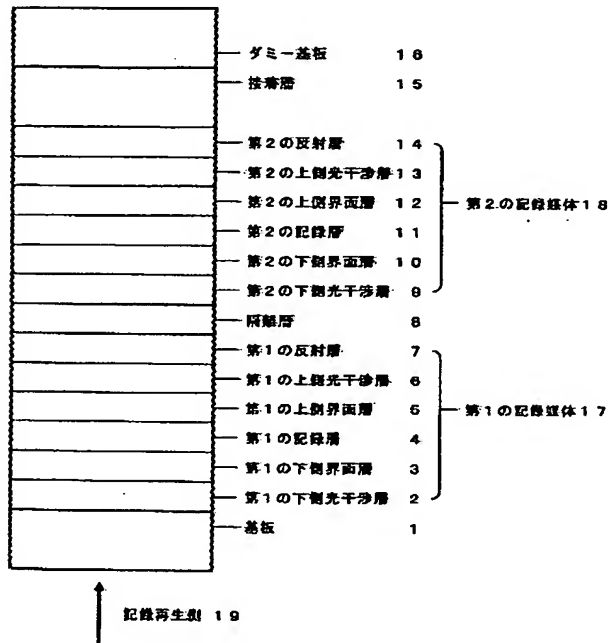 ダミー基板 16
接着層 15
第2の反射層 14
第2の上側光干渉層 13
第2の上側界面層 12
第2の記録媒体18
第2の記録層 11
第2の下側界面層 10
第2の下側光干渉層 9
隔離層 8
第1の反射層 7
第1の上側光干渉層 6
第1の上側界面層 5
第1の記録媒体17
第1の記録層 4
第1の下側界面層 3
第1の下側光干渉層 2
基板 1
記録再生側 19